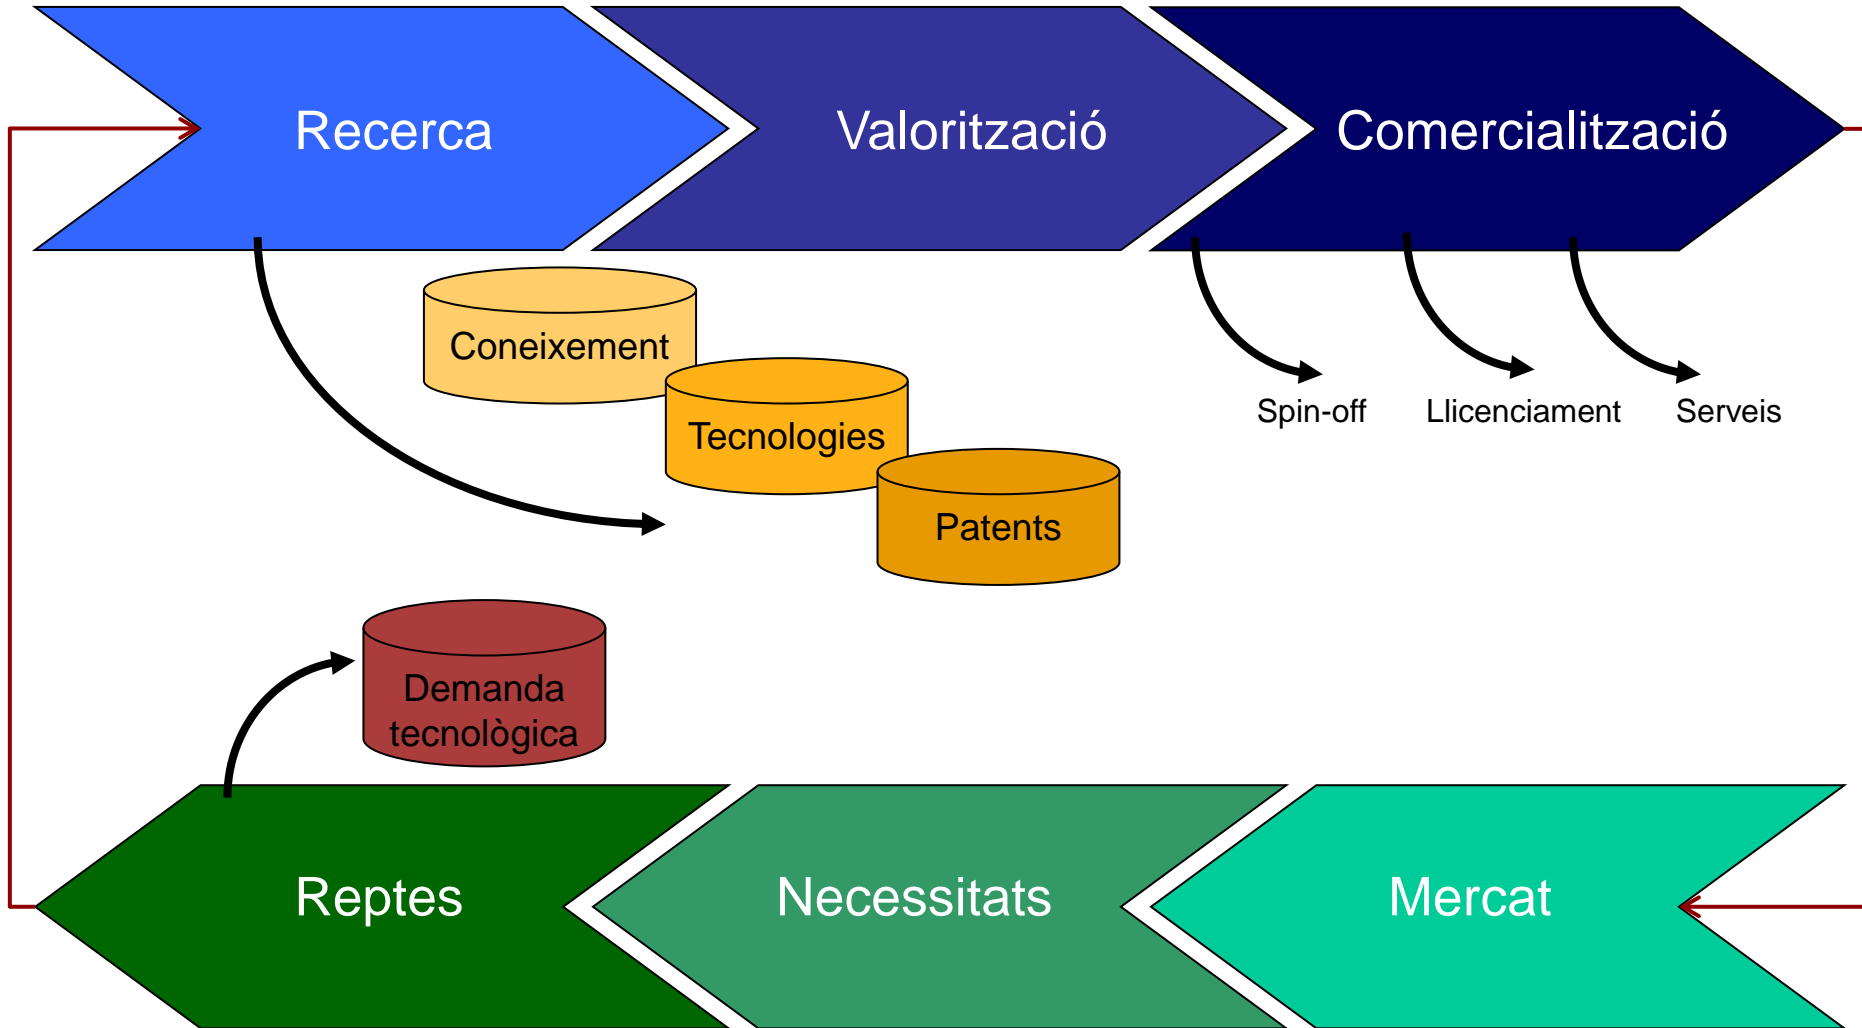 Recerca
Valorització
Comercialització
Coneixement
Tecnologies
Patents
Spin-off
Llicenciament
Serveis
Demanda
tecnològica
Reptes
Necessitats
Mercat